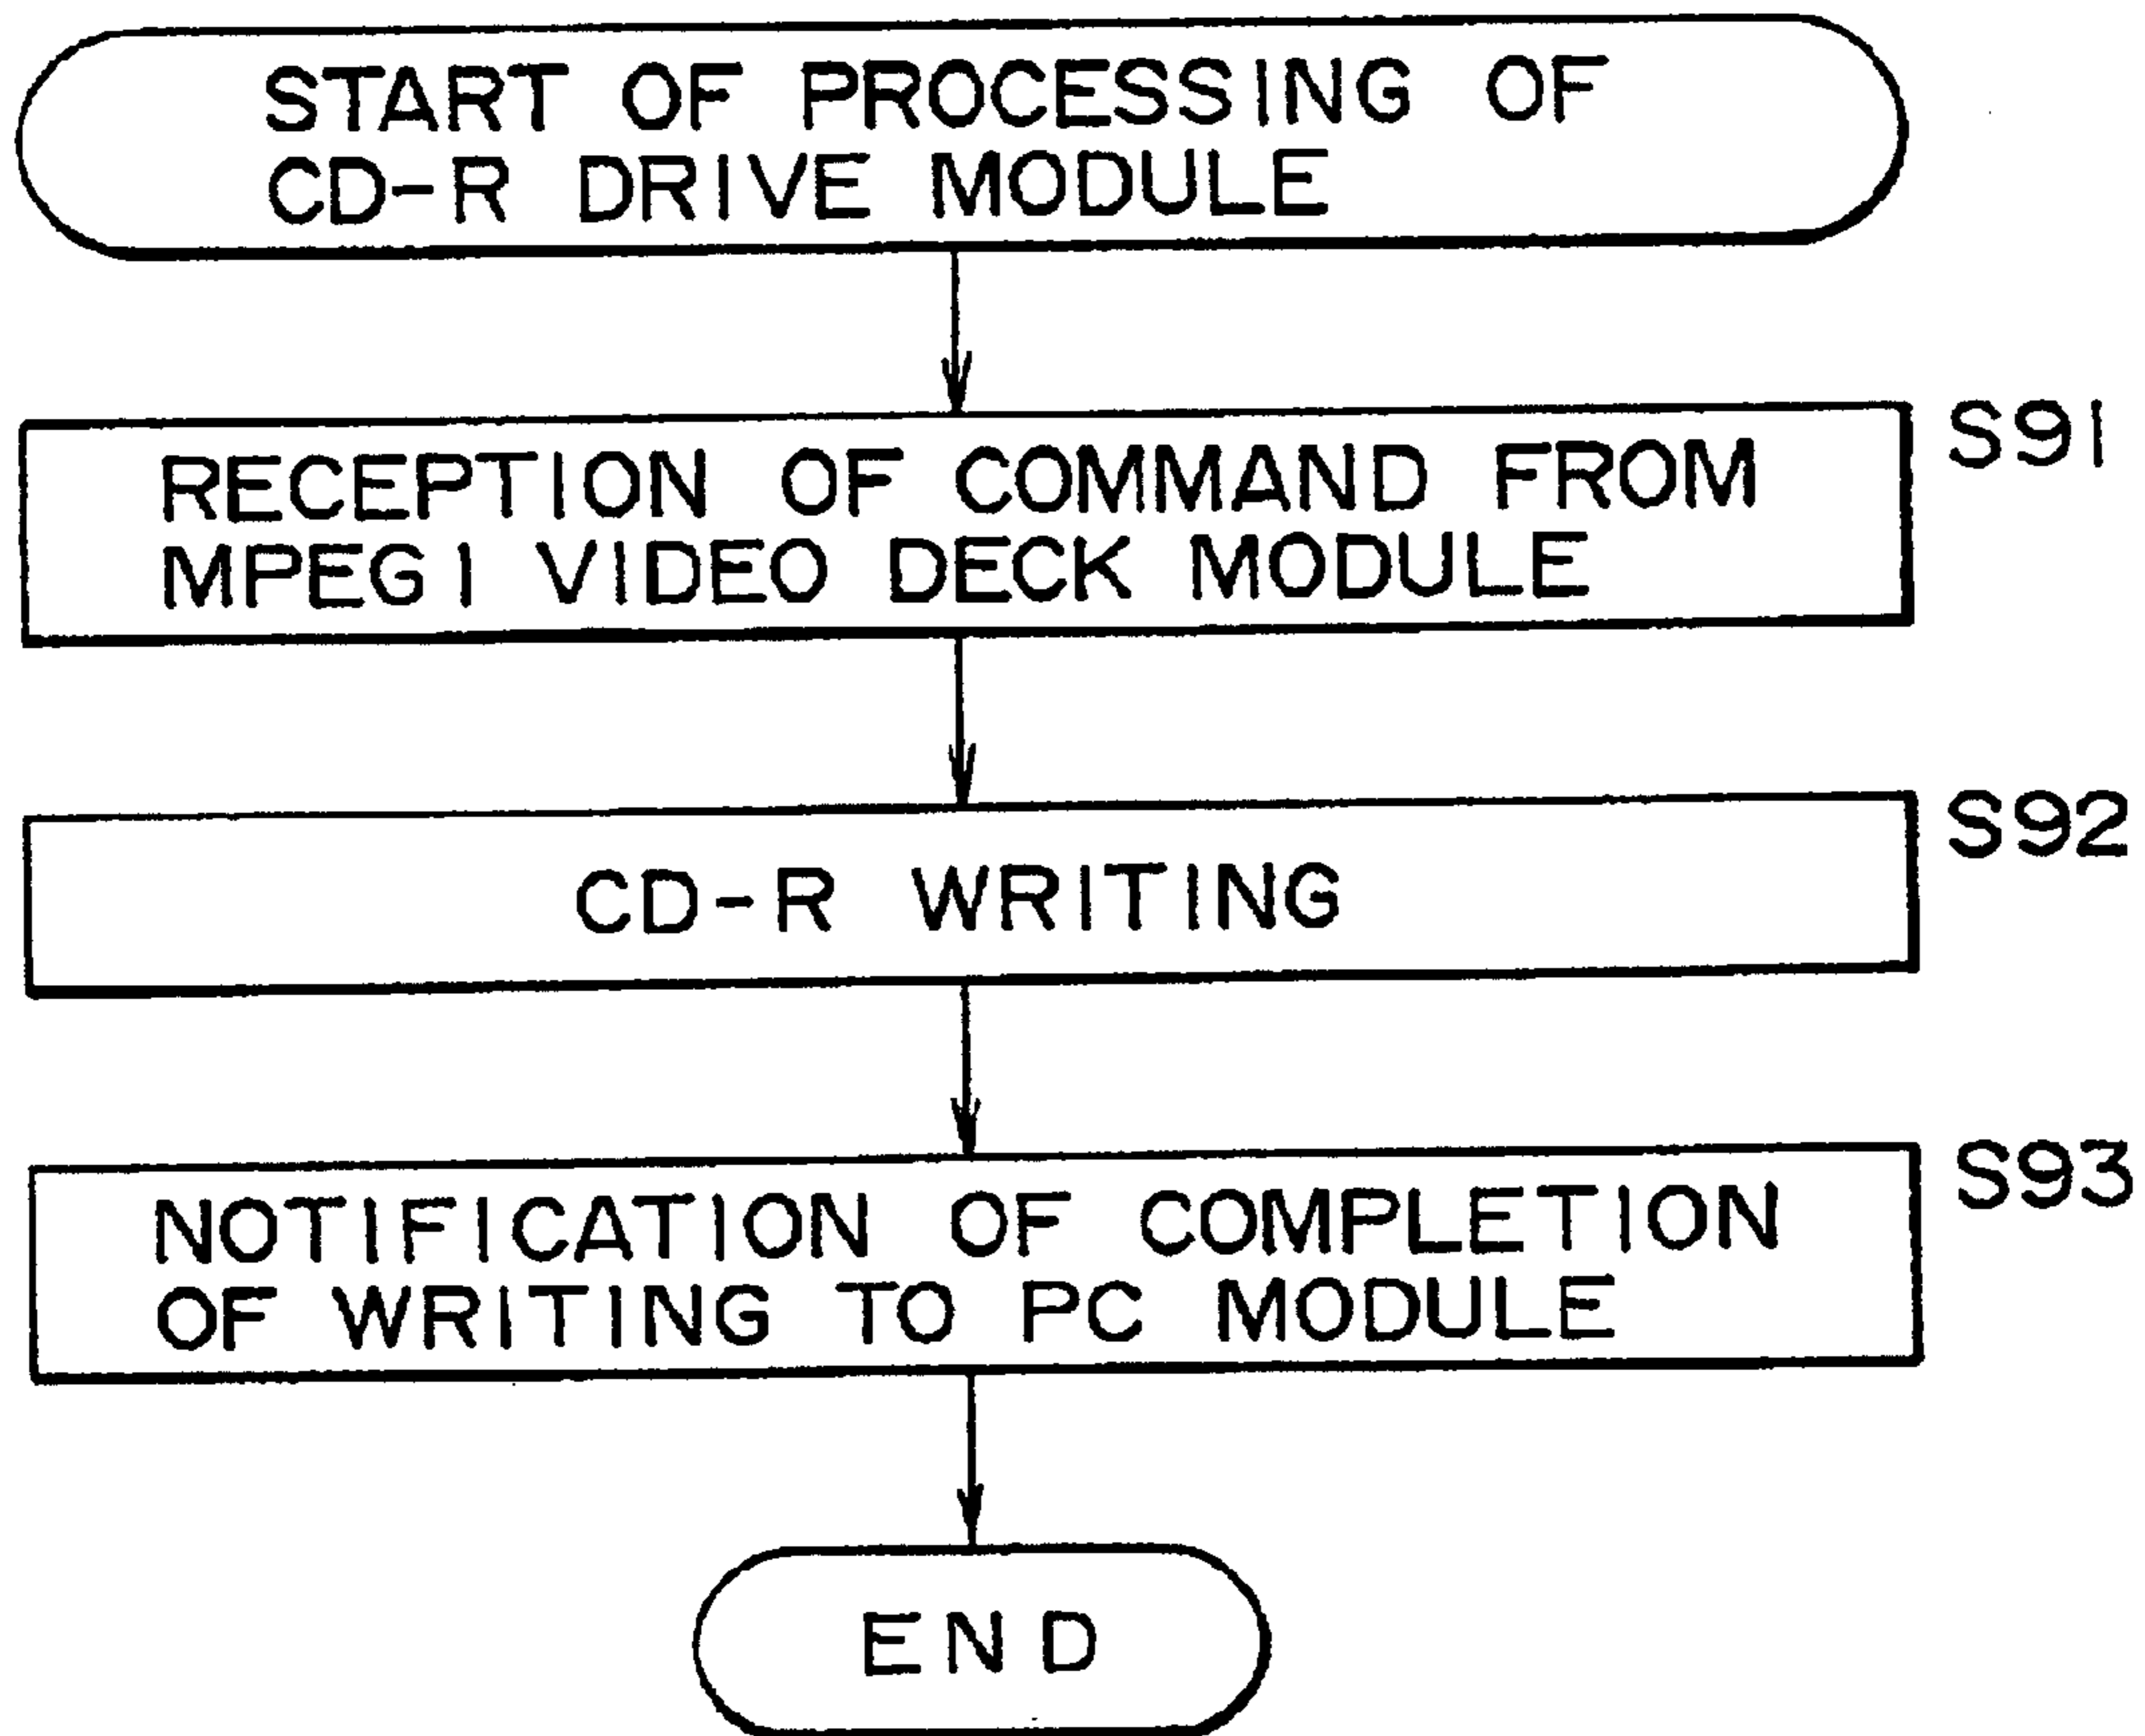 START OF PROCESSING OF
CD-R DRIVE MODULE
S91
RECEPTION OF COMMAND FROM
MPEG1 VIDEO DECK MODULE
S92
CD-R WRITING
S93
NOTIFICATION OF COMPLETION
OF WRITING TO PC MODULE
END